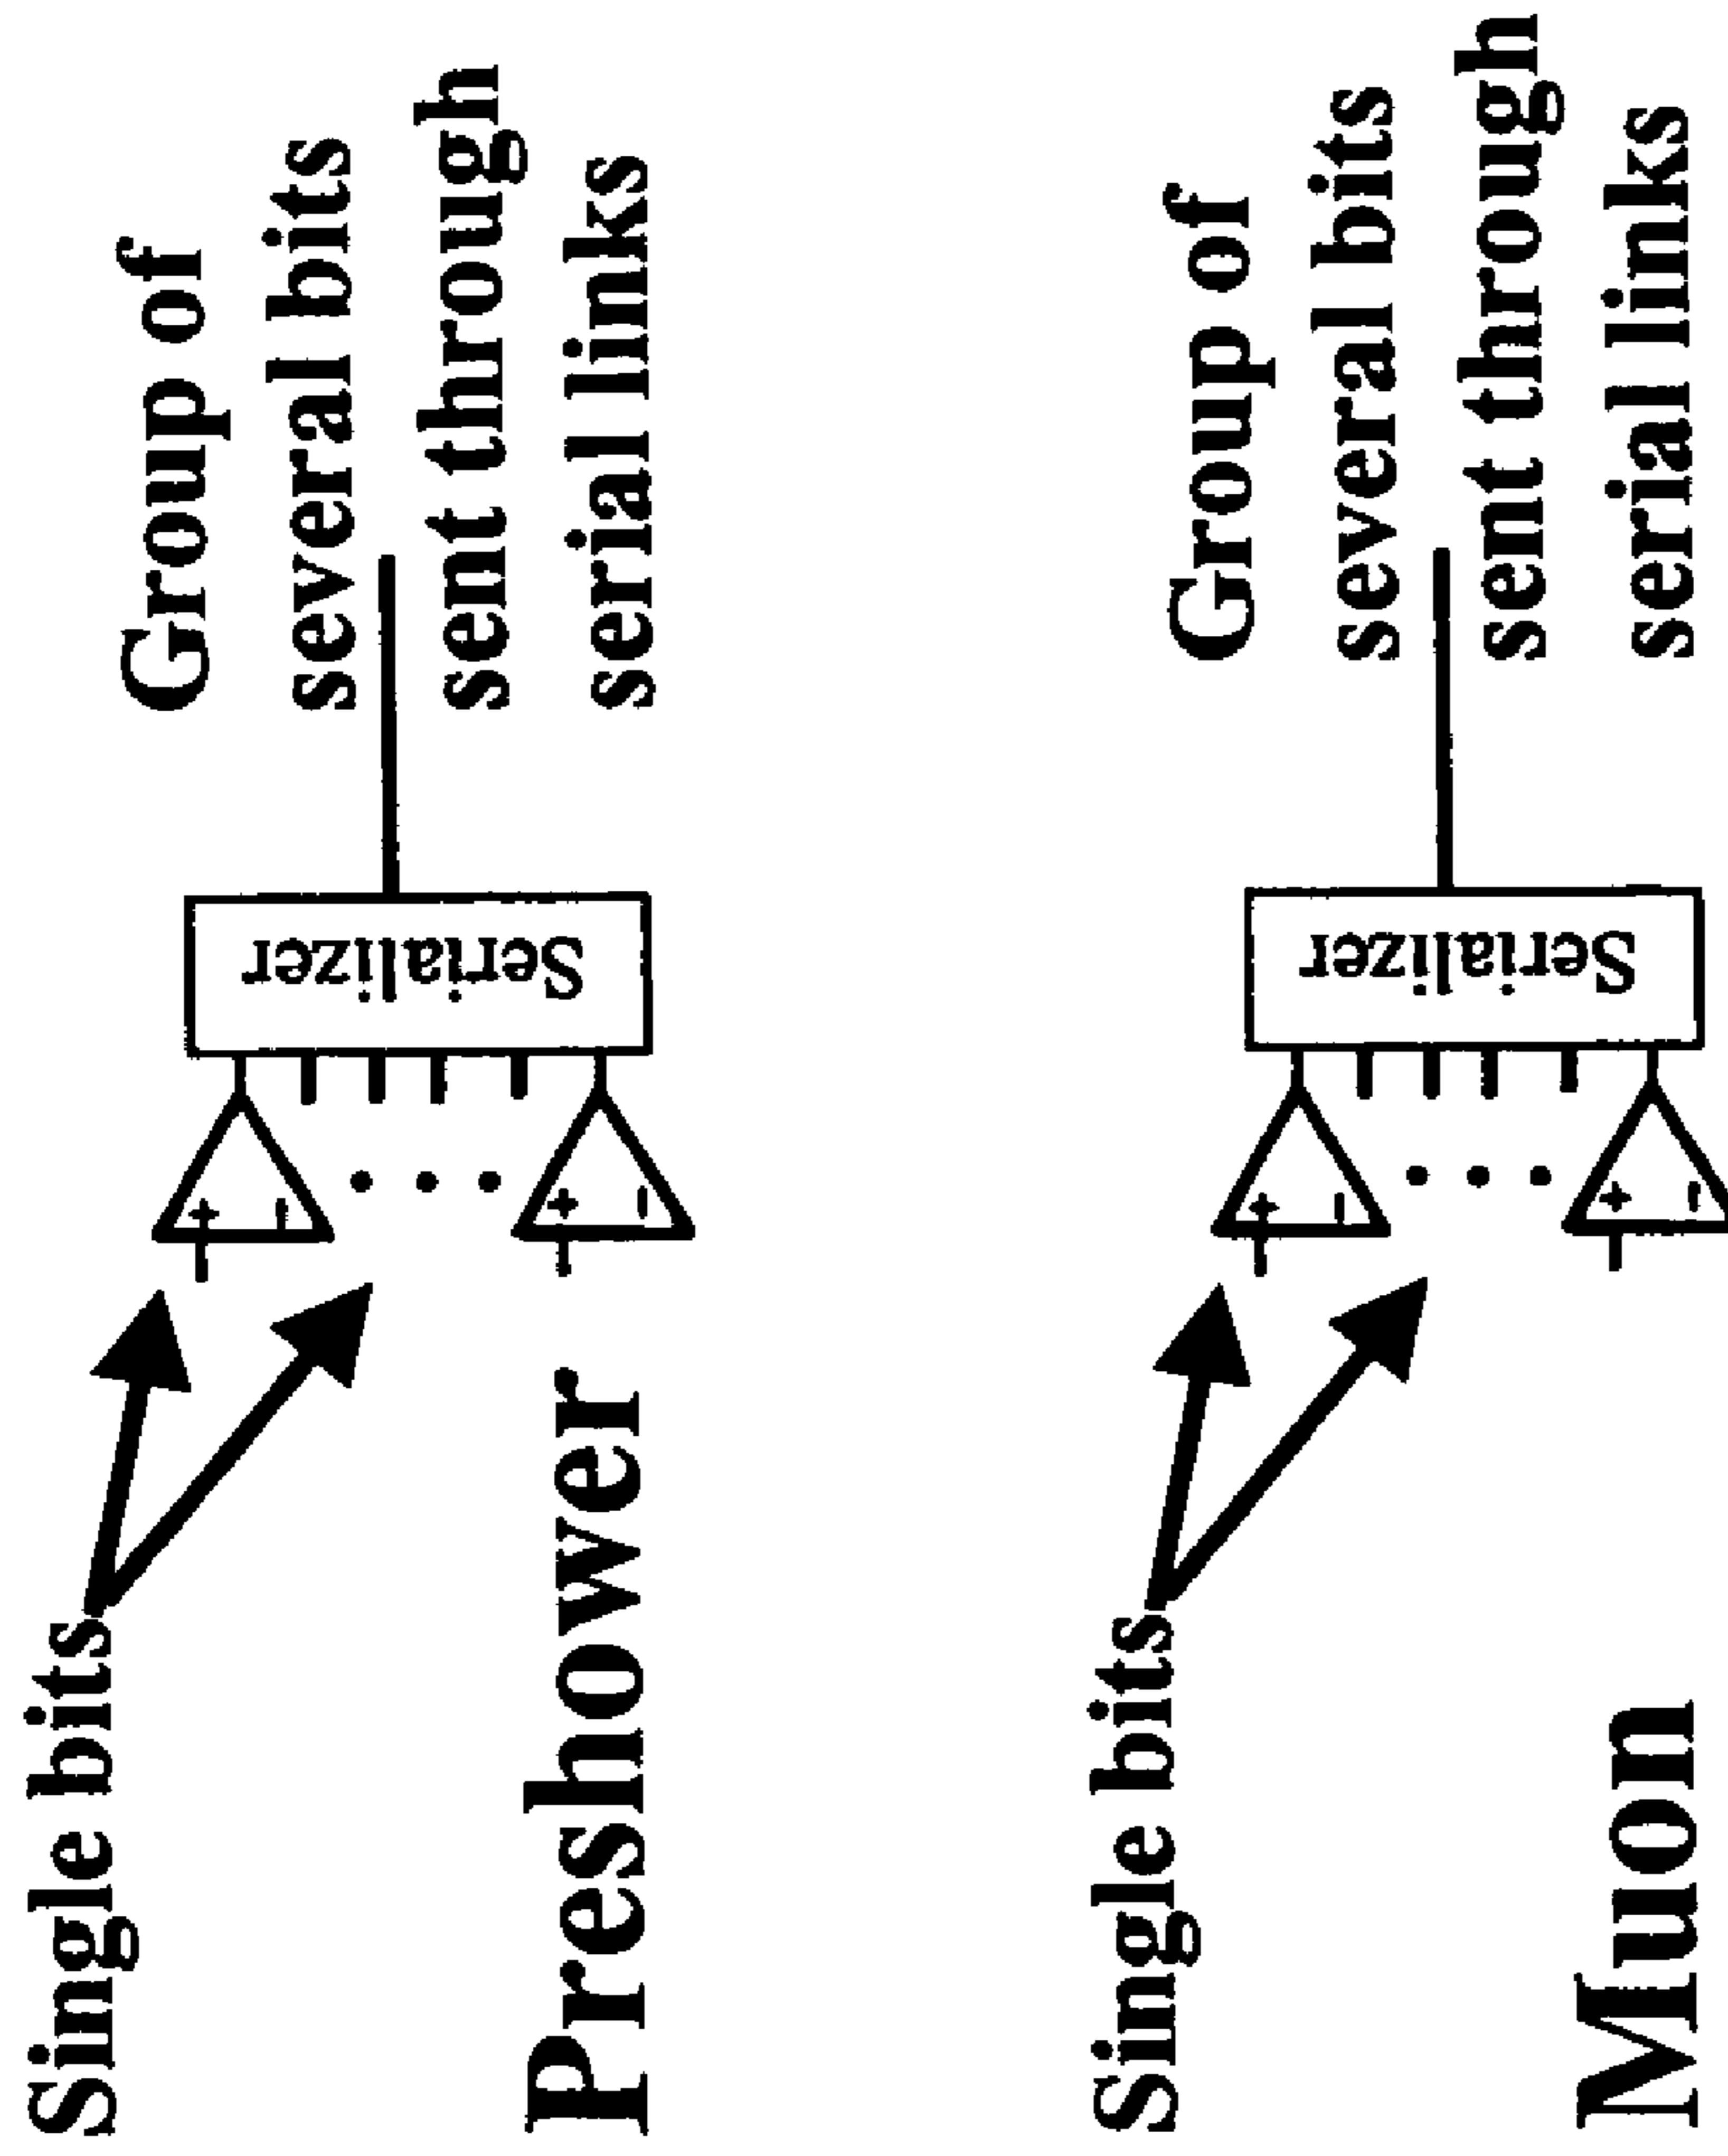 Single bits
+
−
+
−
Serializer
Group of
several bits
sent through
serial links
Preshower
Single bits
+
−
+
−
Serializer
Group of
several bits
sent through
serial links
Muon